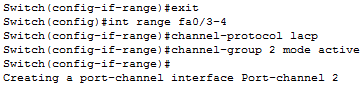 Switch(config-if-range)#exit
Switch(config)#int range fa0/3-4
Switch(config-if-range)#channel-protocol lacp
Switch(config-if-range)#channel-group 2 mode active
Switch(config-if-range)#
Creating a port-channel interface Port-channel 2